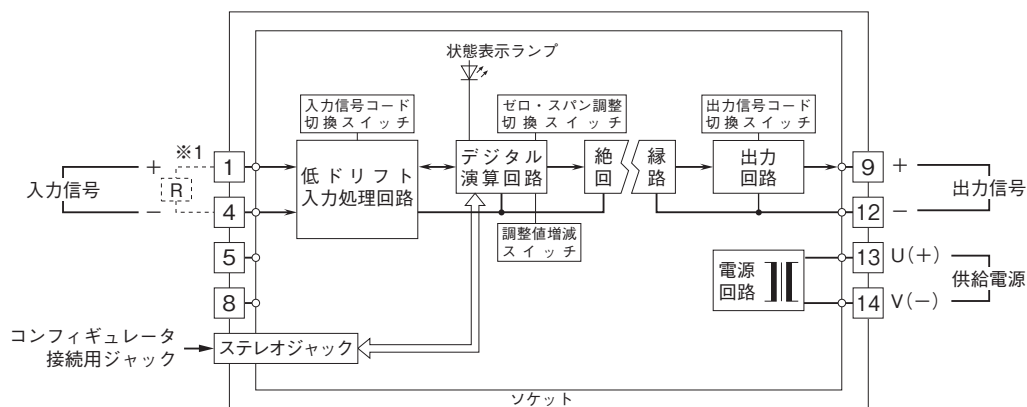 状態表示ランプ
入力信号コード
切換スイッチ
ゼロ・スパン調整
切換スイッチ
出力信号コード
切換スイッチ
※1
入力信号
+
−
R
1
4
5
8
低ドリフト
入力処理回路
デジタル
演算回路
絶
回
縁
路
出力
回路
調整値増減
スイッチ
9
+
12
−
出力信号
13
U(+)
14
V(−)
供給電源
電源
回路
コンフィギュレータ
接続用ジャック
ステレオジャック
ソケット